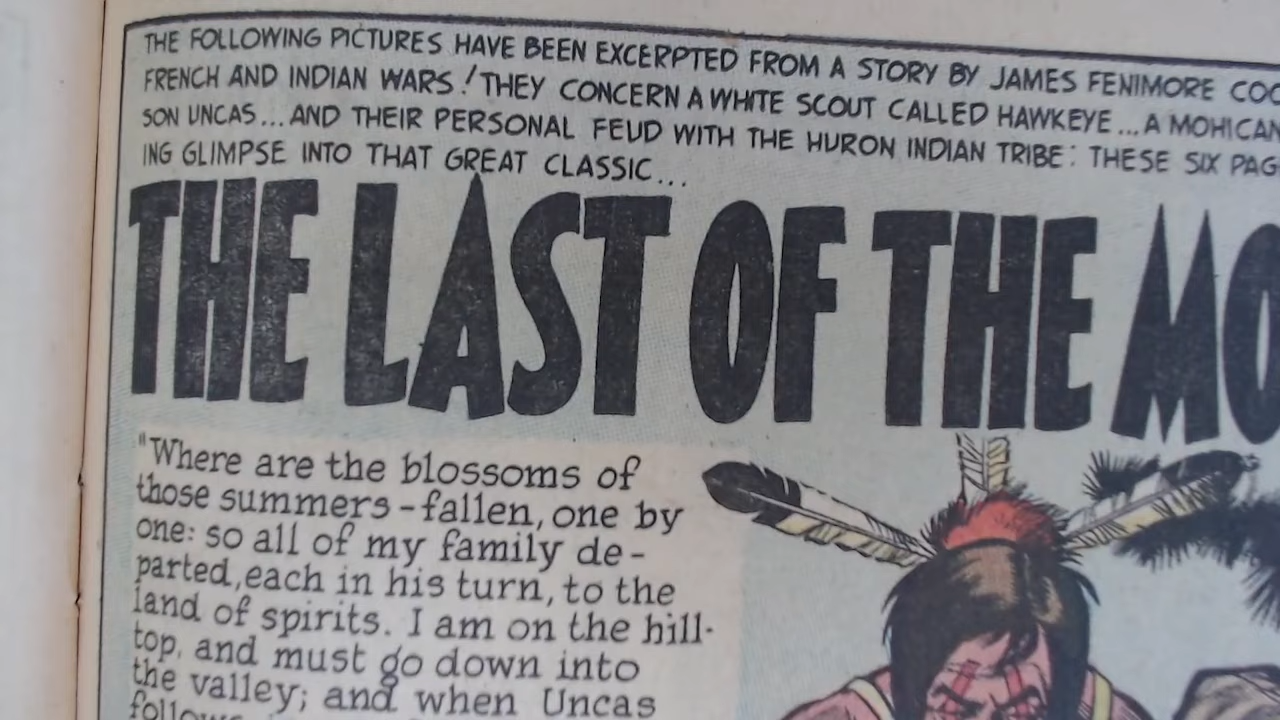 THE FOLLOWING PICTURES HAVE BEEN EXCERPTED FROM A STORY BY JAMES FENIMORE
FRENCH AND INDIAN WARS! THEY CONCERN A WHITE SCOUT CALLED HAWKEYE... A MOHICAN
SON UNCAS... AND THEIR PERSONAL FEUD WITH THE HURON INDIAN TRIBE: THESE SIX
ING GLIMPSE INTO THAT GREAT CLASSIC...
THE LAST OF THE
"Where are the blossoms of
those summers - fallen, one by
one: so all of my family de-
parted, each in his turn, to the
land of spirits. I am on the hill-
top, and must go down into
the valley; and when Uncas